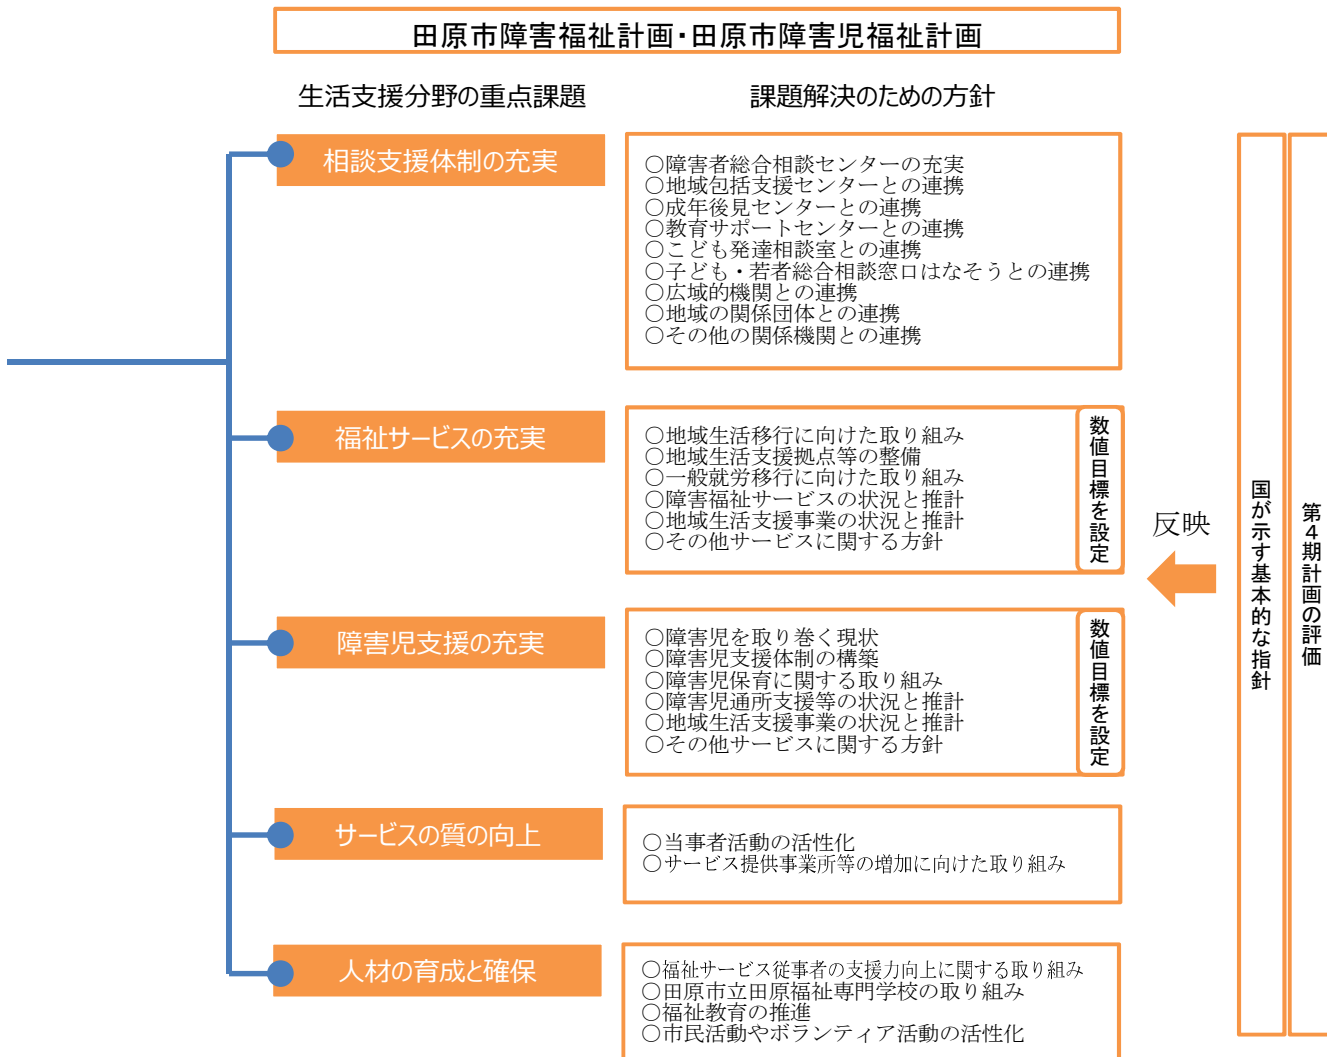 田原市障害福祉計画・田原市障害児福祉計画
生活支援分野の重点課題
課題解決のための方針
相談支援体制の充実
○障害者総合相談センターの充実
○地域包括支援センターとの連携
○成年後見センターとの連携
○教育サポートセンターとの連携
○こども発達相談室との連携
○子ども・若者総合相談窓口はなそうとの連携
○広域的機関との連携
○地域の関係団体との連携
○その他の関係機関との連携
福祉サービスの充実
○地域生活移行に向けた取り組み
○地域生活支援拠点等の整備
○一般就労移行に向けた取り組み
○障害福祉サービスの状況と推計
○地域生活支援事業の状況と推計
○その他サービスに関する方針
数値目標を設定
障害児支援の充実
○障害児を取り巻く現状
○障害児支援体制の構築
○障害児保育に関する取り組み
○障害児通所支援等の状況と推計
○地域生活支援事業の状況と推計
○その他サービスに関する方針
数値目標を設定
サービスの質の向上
○当事者活動の活性化
○サービス提供事業所等の増加に向けた取り組み
人材の育成と確保
○福祉サービス従事者の支援力向上に関する取り組み
○田原市立田原福祉専門学校の取り組み
○福祉教育の推進
○市民活動やボランティア活動の活性化
反映
国が示す基本的な指針
第４期計画の評価